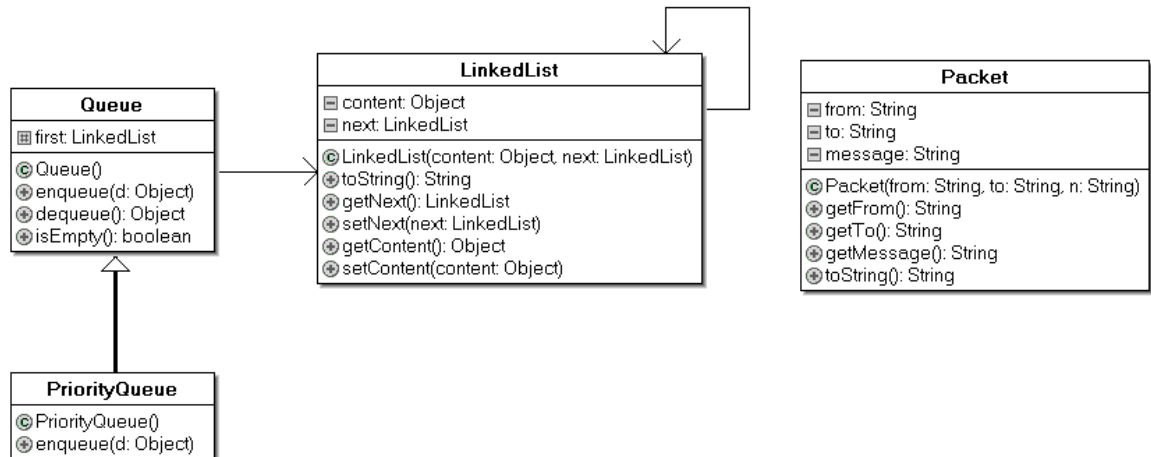 Queue
first: LinkedList
Queue()
enqueue(d: Object)
dequeue(): Object
isEmpty(): boolean
LinkedList
content: Object
next: LinkedList
LinkedList(content: Object, next: LinkedList)
toString(): String
getNext(): LinkedList
setNext(next: LinkedList)
getContent(): Object
setContent(content: Object)
Packet
from: String
to: String
message: String
Packet(from: String, to: String, n: String)
getFrom(): String
getTo(): String
getMessage(): String
toString(): String
PriorityQueue
PriorityQueue()
enqueue(d: Object)